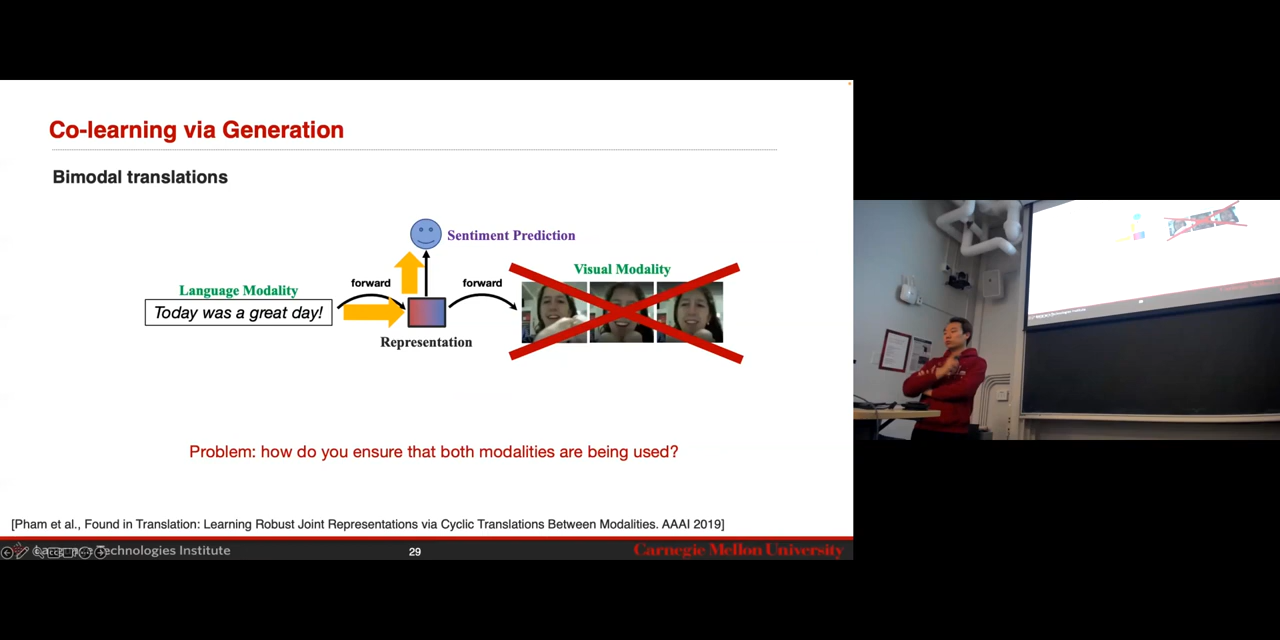 Co-learning via Generation
Bimodal translations
Sentiment Prediction
Visual Modality
forward
forward
Language Modality
Today was a great day!
Representation
Problem: how do you ensure that both modalities are being used?
[Pham et al., Found in Translation: Learning Robust Joint Representations via Cyclic Translations Between Modalities. AAAI 2019]
Language Technologies Institute
29
Carnegie Mellon University